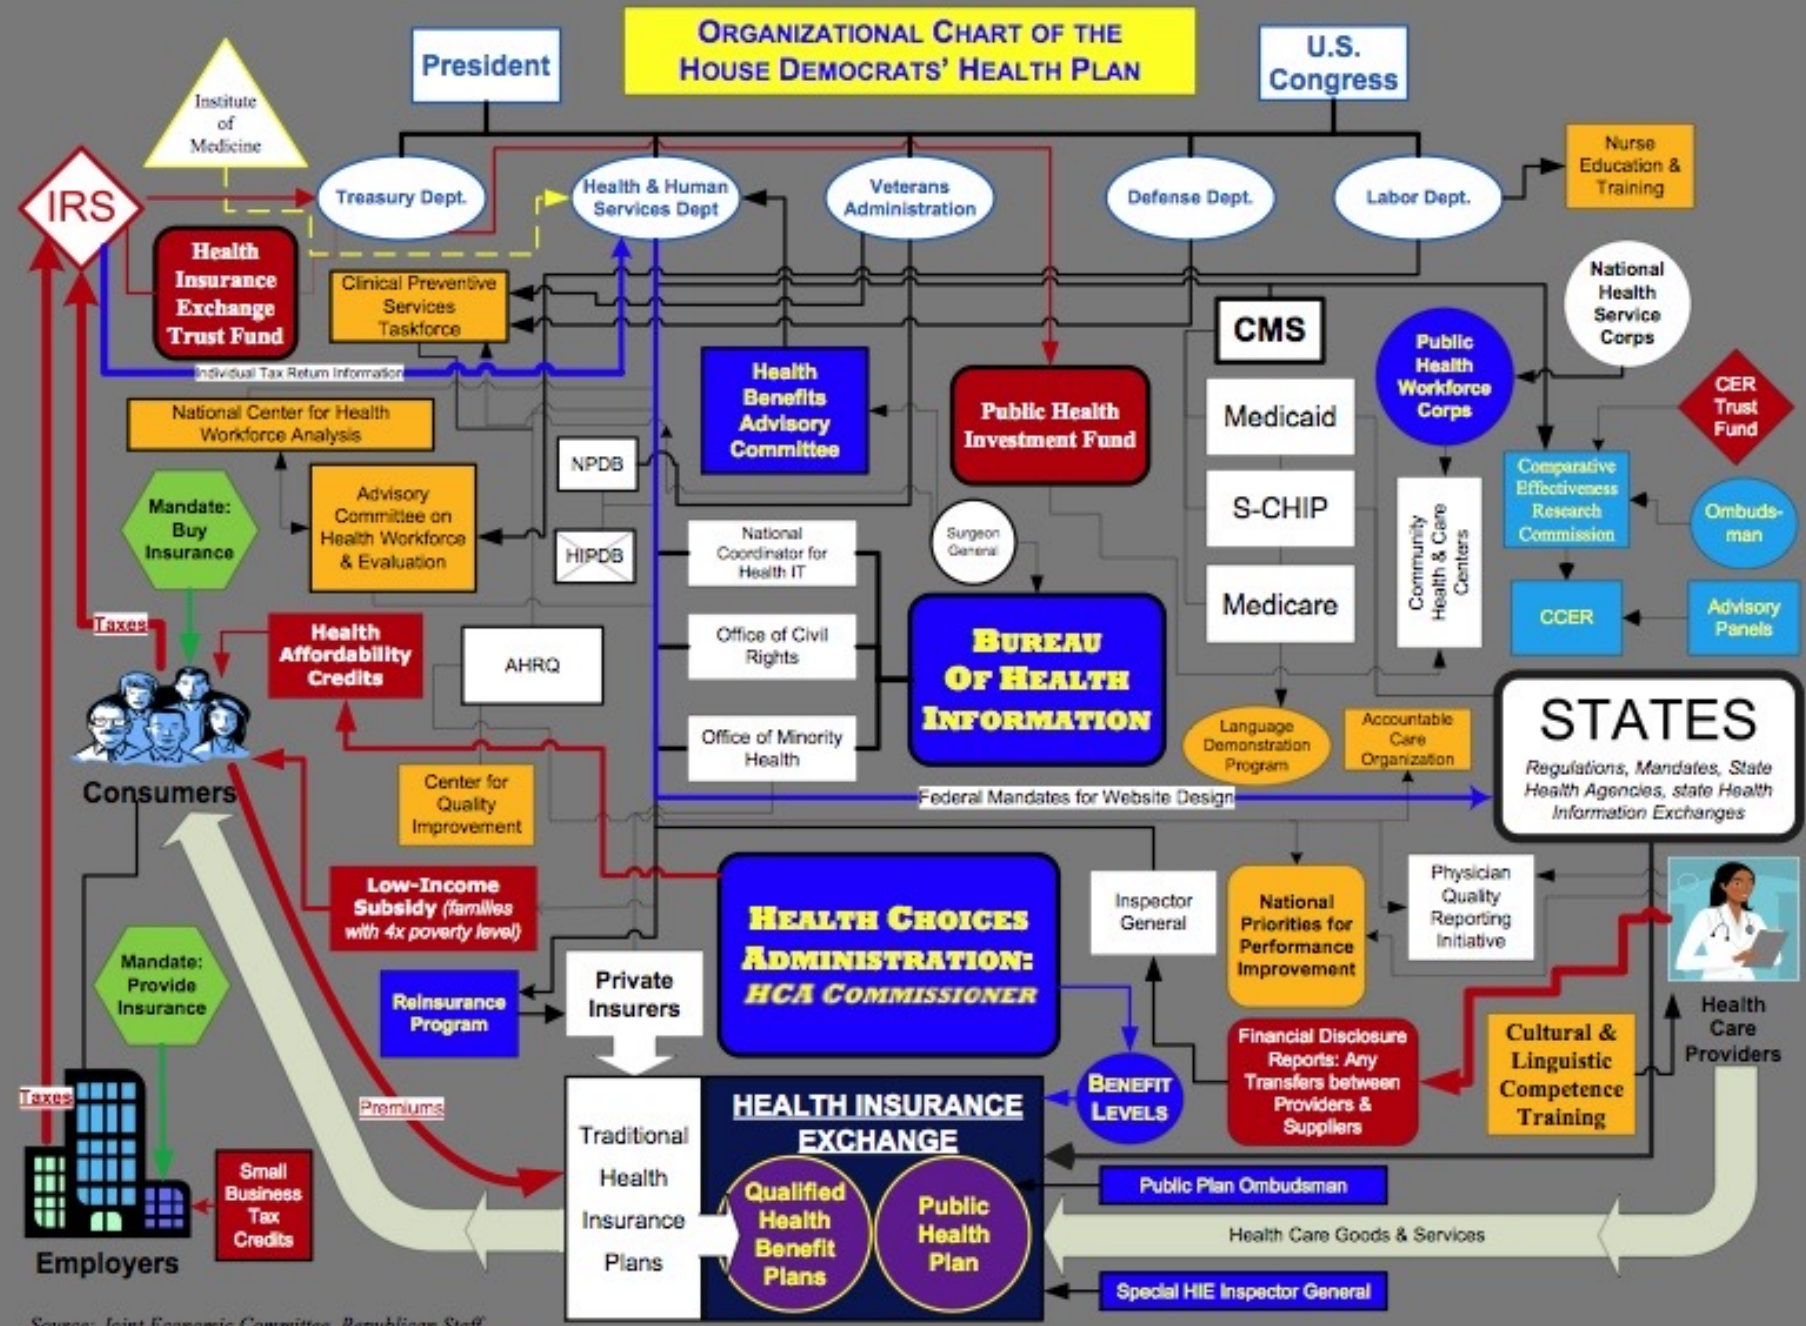 ORGANIZATIONAL CHART OF THE
HOUSE DEMOCRATS' HEALTH PLAN
President
U.S.
Congress
Institute
of
Medicine
Nurse
Education &
Training
IRS
Treasury Dept.
Health & Human
Services Dept
Veterans
Administration
Defense Dept.
Labor Dept.
Health
Insurance
Exchange
Trust Fund
Clinical Preventive
Services
Taskforce
National
Health
Service
Corps
CMS
Public
Health
Workforce
Corps
Individual Tax Return Information
Health
Benefits
Advisory
Committee
Public Health
Investment Fund
CER
Trust
Fund
National Center for Health
Workforce Analysis
Medicaid
NPDB
Comparative
Effectiveness
Research
Commission
Mandate:
Buy
Insurance
Advisory
Committee on
Health Workforce
& Evaluation
S-CHIP
Community
Health & Care
Centers
Ombuds-
man
HIPDB
National
Coordinator for
Health IT
Surgeon
General
Medicare
CCER
Advisory
Panels
Taxes
Health
Affordability
Credits
AHRQ
Office of Civil
Rights
BUREAU
OF HEALTH
INFORMATION
Office of Minority
Health
Language
Demonstration
Program
Accountable
Care
Organization
STATES
Regulations, Mandates, State
Health Agencies, state Health
Information Exchanges
Consumers
Center for
Quality
Improvement
Federal Mandates for Website Design
Low-Income
Subsidy (families
with 4x poverty level)
HEALTH CHOICES
ADMINISTRATION:
HCA COMMISSIONER
Inspector
General
National
Priorities for
Performance
Improvement
Physician
Quality
Reporting
Initiative
Mandate:
Provide
Insurance
Reinsurance
Program
Private
Insurers
Health
Care
Providers
Financial Disclosure
Reports: Any
Transfers between
Providers &
Suppliers
Cultural &
Linguistic
Competence
Training
Taxes
Premiums
BENEFIT
LEVELS
HEALTH INSURANCE
EXCHANGE
Traditional
Health
Insurance
Plans
Qualified
Health
Benefit
Plans
Public
Health
Plan
Public Plan Ombudsman
Small
Business
Tax
Credits
Health Care Goods & Services
Employers
Special HIE Inspector General
Source: Joint Economic Committee, Republican Staff